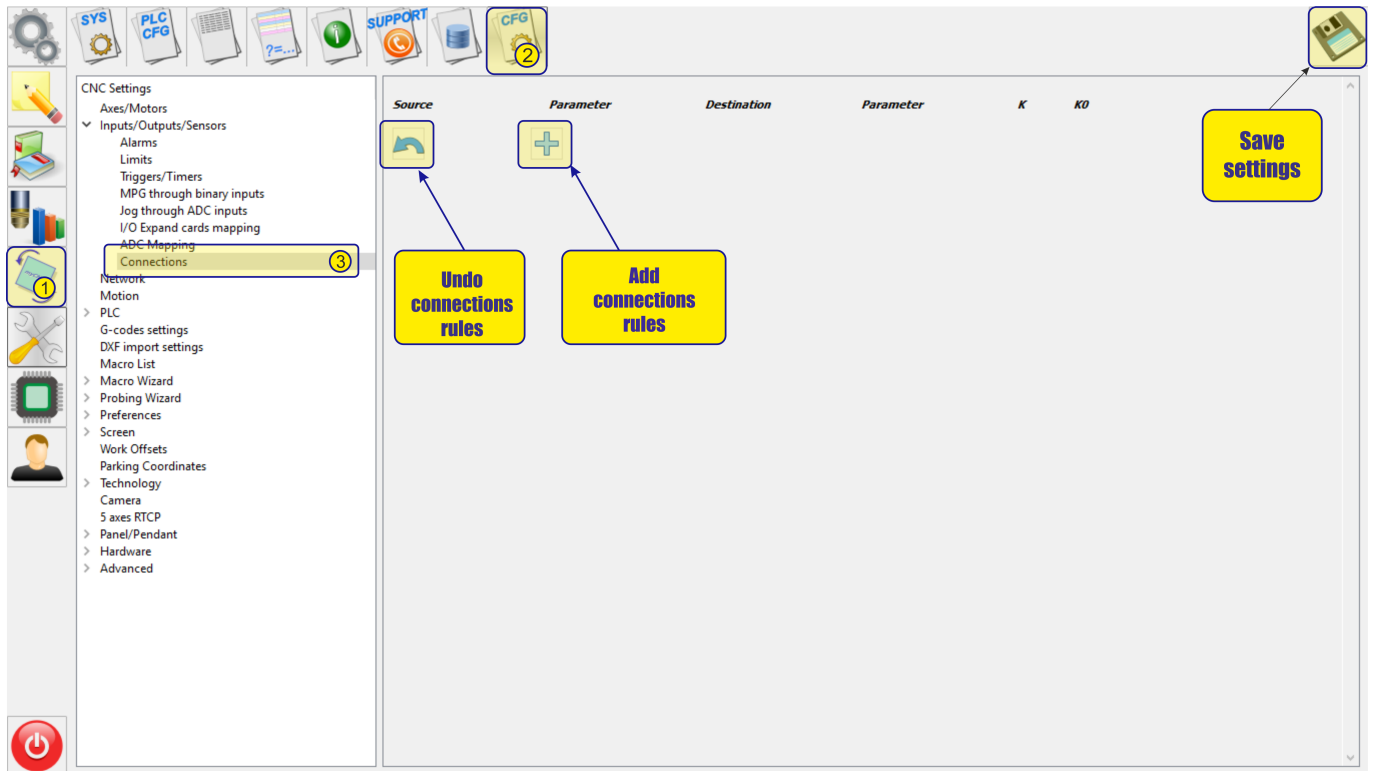 SYS
PLC
CFG
?=...
i
SUPPORT
CFG
2
CNC Settings
Axes/Motors
Inputs/Outputs/Sensors
Alarms
Limits
Triggers/Timers
MPG through binary inputs
Jog through ADC inputs
I/O Expand cards mapping
ADC Mapping
Connections
3
Network
Motion
PLC
G-codes settings
DXF import settings
Macro List
Macro Wizard
Probing Wizard
Preferences
Screen
Work Offsets
Parking Coordinates
Technology
Camera
5 axes RTCP
Panel/Pendant
Hardware
Advanced
1
Source Parameter Destination Parameter K K0
Undo
connections
rules
Add
connections
rules
Save
settings